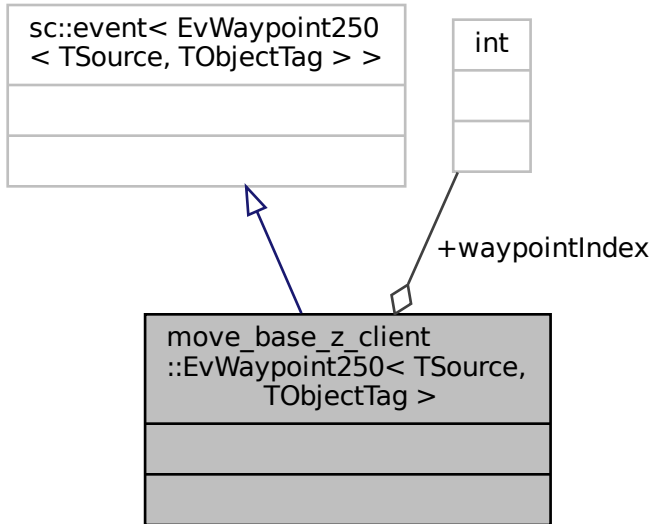 sc::event< EvWaypoint250
< TSource, TObjectTag > >
int
+waypointIndex
move_base_z_client
::EvWaypoint250< TSource,
TObjectTag >